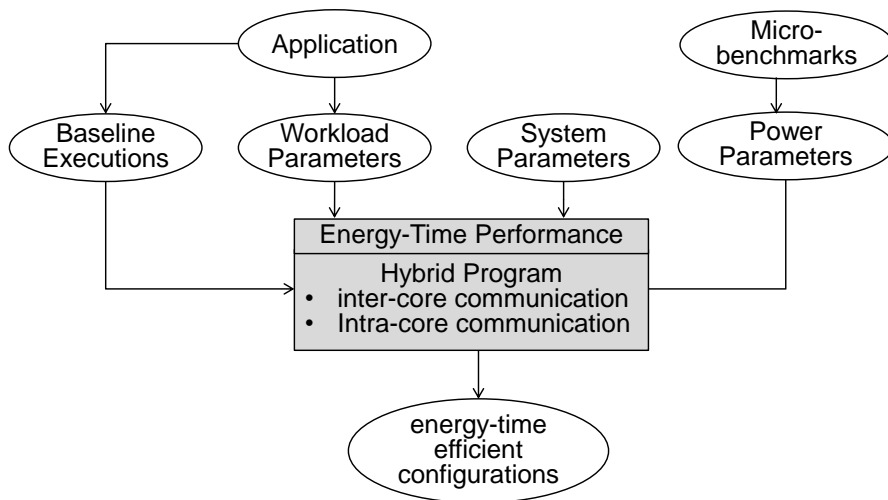 Application
Micro-
benchmarks
Baseline
Executions
Workload
Parameters
System
Parameters
Power
Parameters
Energy-Time Performance
Hybrid Program
• inter-core communication
• Intra-core communication
energy-time
efficient
configurations